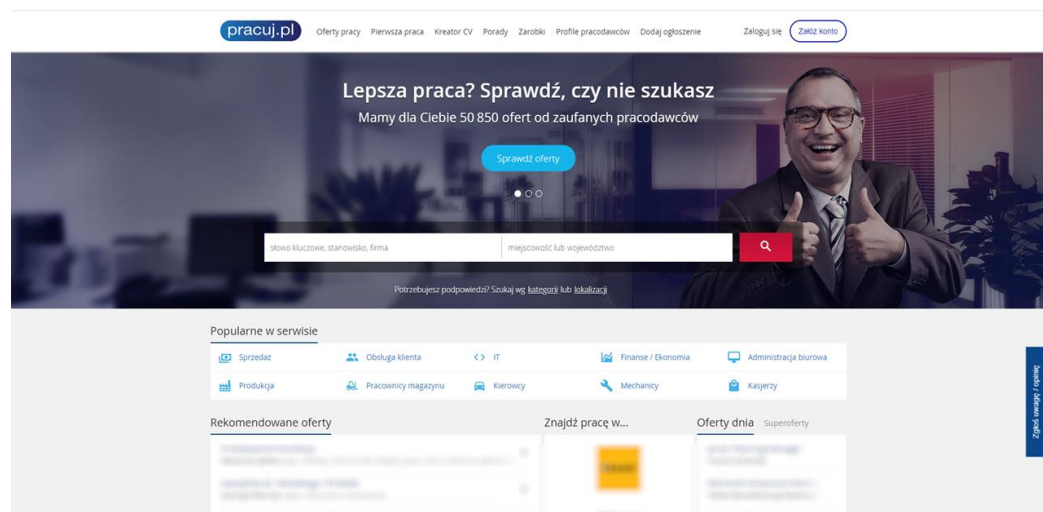 pracuj.pl
Oferty pracy Pierwsza praca Kreator CV Porady Zarobki Profile pracodawców Dodaj ogłoszenie
Zaloguj się Załóż konto
Lepsza praca? Sprawdź, czy nie szukasz
Mamy dla Ciebie 50 850 ofert od zaufanych pracodawców
Sprawdź oferty
słowo kluczowe, stanowisko, firma miejscowość lub województwo
Potrzebujesz podpowiedzi? Szukaj wg kategorii lub lokalizacji
Popularne w serwisie
Sprzedaż Obsługa klienta IT Finanse / Ekonomia Administracja biurowa
Produkcja Pracownicy magazynu Kierowcy Mechanicy Kasjerzy
Zgłoś uwagę / opinię
Rekomendowane oferty Znajdź pracę w... Oferty dnia Superoferty